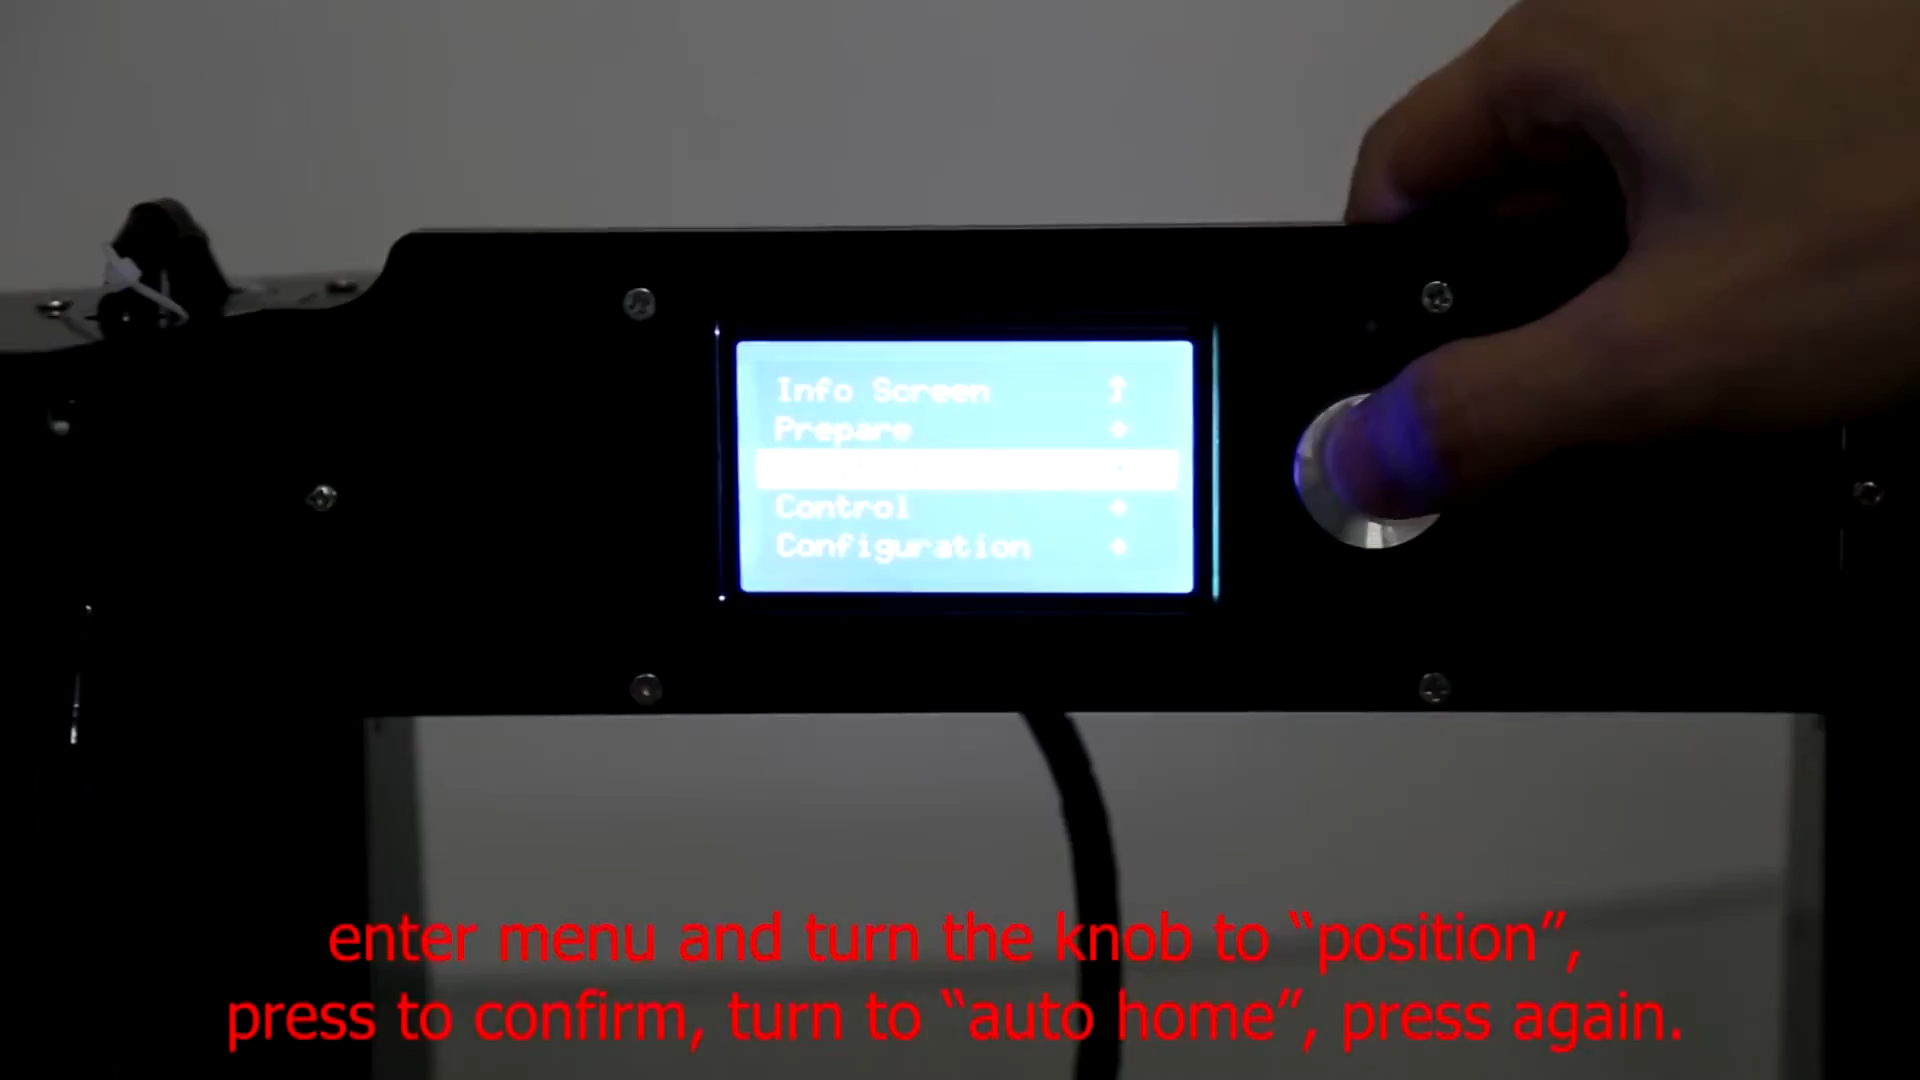 Info Screen
Prepare
Control
Configuration
enter menu and turn the knob to “position”,
press to confirm, turn to “auto home”, press again.